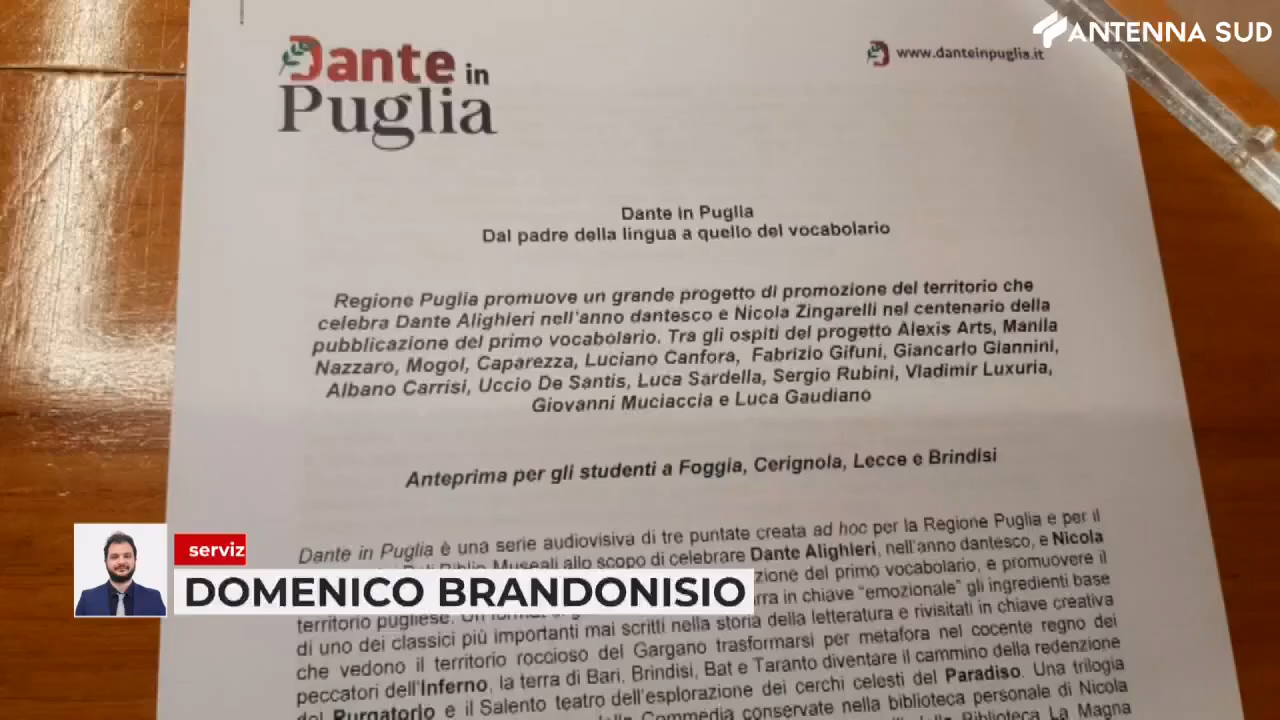 ANTENNA SUD
Dante in
Puglia
www.danteinpuglia.it
Dante in Puglia
Dal padre della lingua a quello del vocabolario
Regione Puglia promuove un grande progetto di promozione del territorio che
celebra Dante Alighieri nell'anno dantesco e Nicola Zingarelli nel centenario della
pubblicazione del primo vocabolario. Tra gli ospiti del progetto Alexis Arts, Manila
Nazzaro, Mogol, Caparezza, Luciano Canfora, Fabrizio Gifuni, Giancarlo Giannini,
Albano Carrisi, Uccio De Santis, Luca Sardella, Sergio Rubini, Vladimir Luxuria,
Giovanni Muciaccia e Luca Gaudiano
Anteprima per gli studenti a Foggia, Cerignola, Lecce e Brindisi
Dante in Puglia è una serie audiovisiva di tre puntate creata ad hoc per la Regione Puglia e per il
Museali allo scopo di celebrare Dante Alighieri, nell'anno dantesco, e Nicola
zione del primo vocabolario, e promuovere il
rra in chiave "emozionale" gli ingredienti base
territorio pugliese.
di uno dei classici più importanti mai scritti nella storia della letteratura e rivisitati in chiave creativa
che vedono il territorio roccioso del Gargano trasformarsi per metafora nel cocente regno dei
peccatori dell'Inferno, la terra di Bari, Brindisi, Bat e Taranto diventare il cammino della redenzione
del Purgatorio e il Salento teatro dell'esplorazione dei cerchi celesti del Paradiso. Una trilogia
della Commedia conservate nella biblioteca personale di Nicola
Biblioteca La Magna
serviz
DOMENICO BRANDONISIO